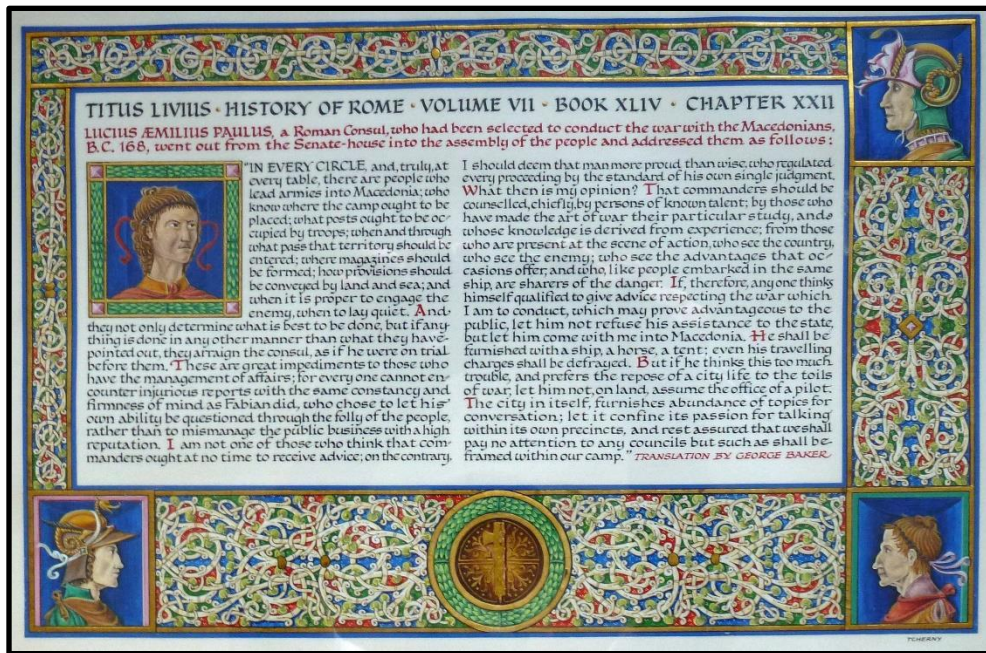 TITUS LIVIUS · HISTORY OF ROME · VOLUME VII · BOOK XLIV · CHAPTER XXII
LUCIUS ÆMILIUS PAULUS, a Roman Consul, who had been selected to conduct the war with the Macedonians,
B.C. 168, went out from the Senate-house into the assembly of the people and addressed them as follows:
"IN EVERY CIRCLE, and, truly, at
every table, there are people who
lead armies into Macedonia; who
know where the camp ought to be
placed; what posts ought to be oc-
cupied by troops; when and through
what pass that territory should be
entered; where magazines should
be formed; how provisions should
be conveyed by land and sea; and
when it is proper to engage the
enemy, when to lay quiet. And
they not only determine what is best to be done, but if any
thing is done in any other manner than what they have
pointed out, they arraign the consul, as if he were on trial
before them. These are great impediments to those who
have the management of affairs; for every one cannot en-
counter injurious reports with the same constancy and
firmness of mind as Fabian did, who chose to let his
own ability be questioned through the folly of the people,
rather than to mismanage the public business with a high
reputation. I am not one of those who think that com-
manders ought at no time to receive advice; on the contrary,
I should deem that man more proud than wise, who regulated
every proceeding by the standard of his own single judgment.
What then is my opinion? That commanders should be
counselled, chiefly, by persons of known talent; by those who
have made the art of war their particular study, and
whose knowledge is derived from experience; from those
who are present at the scene of action, who see the country,
who see the enemy; who see the advantages that oc-
casions offer, and who, like people embarked in the same
ship, are sharers of the danger. If, therefore, any one thinks
himself qualified to give advice respecting the war which
I am to conduct, which may prove advantageous to the
public, let him not refuse his assistance to the state,
but let him come with me into Macedonia. He shall be
furnished with a ship, a horse, a tent; even his travelling
charges shall be defrayed. But if he thinks this too much
trouble, and prefers the repose of a city life to the toils
of war, let him not, on land, assume the office of a pilot.
The city in itself, furnishes abundance of topics for
conversation; let it confine its passion for talking
within its own precincts, and rest assured that we shall
pay no attention to any councils but such as shall be
framed within our camp." TRANSLATION BY GEORGE BAKER
TCHERNY